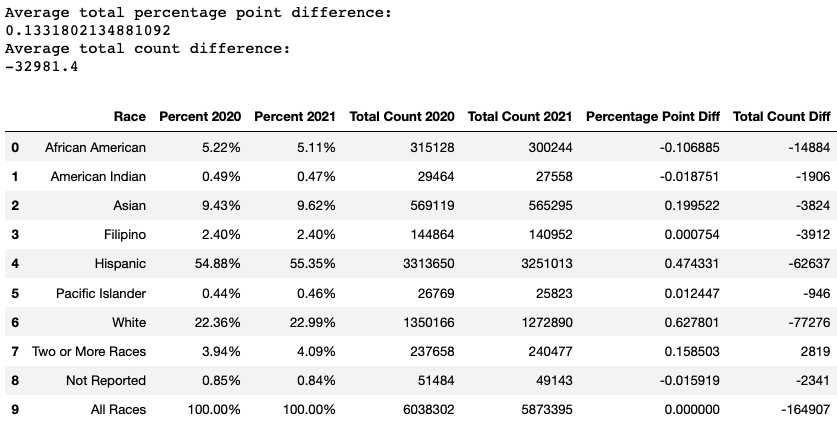 Average total percentage point difference:
0.1331802134881092
Average total count difference:
-32981.4
Race Percent 2020 Percent 2021 Total Count 2020 Total Count 2021 Percentage Point Diff Total Count Diff
0 African American 5.22% 5.11% 315128 300244 -0.106885 -14884
1 American Indian 0.49% 0.47% 29464 27558 -0.018751 -1906
2 Asian 9.43% 9.62% 569119 565295 0.199522 -3824
3 Filipino 2.40% 2.40% 144864 140952 0.000754 -3912
4 Hispanic 54.88% 55.35% 3313650 3251013 0.474331 -62637
5 Pacific Islander 0.44% 0.46% 26769 25823 0.012447 -946
6 White 22.36% 22.99% 1350166 1272890 0.627801 -77276
7 Two or More Races 3.94% 4.09% 237658 240477 0.158503 2819
8 Not Reported 0.85% 0.84% 51484 49143 -0.015919 -2341
9 All Races 100.00% 100.00% 6038302 5873395 0.000000 -164907